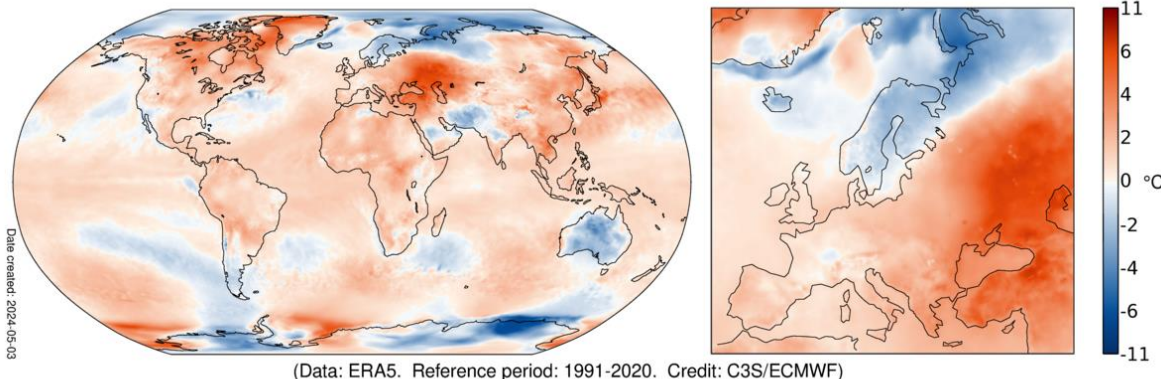 11
6
4
2
0 °C
-2
-4
-6
-11
Date created: 2024-05-03
(Data: ERA5. Reference period: 1991-2020. Credit: C3S/ECMWF)